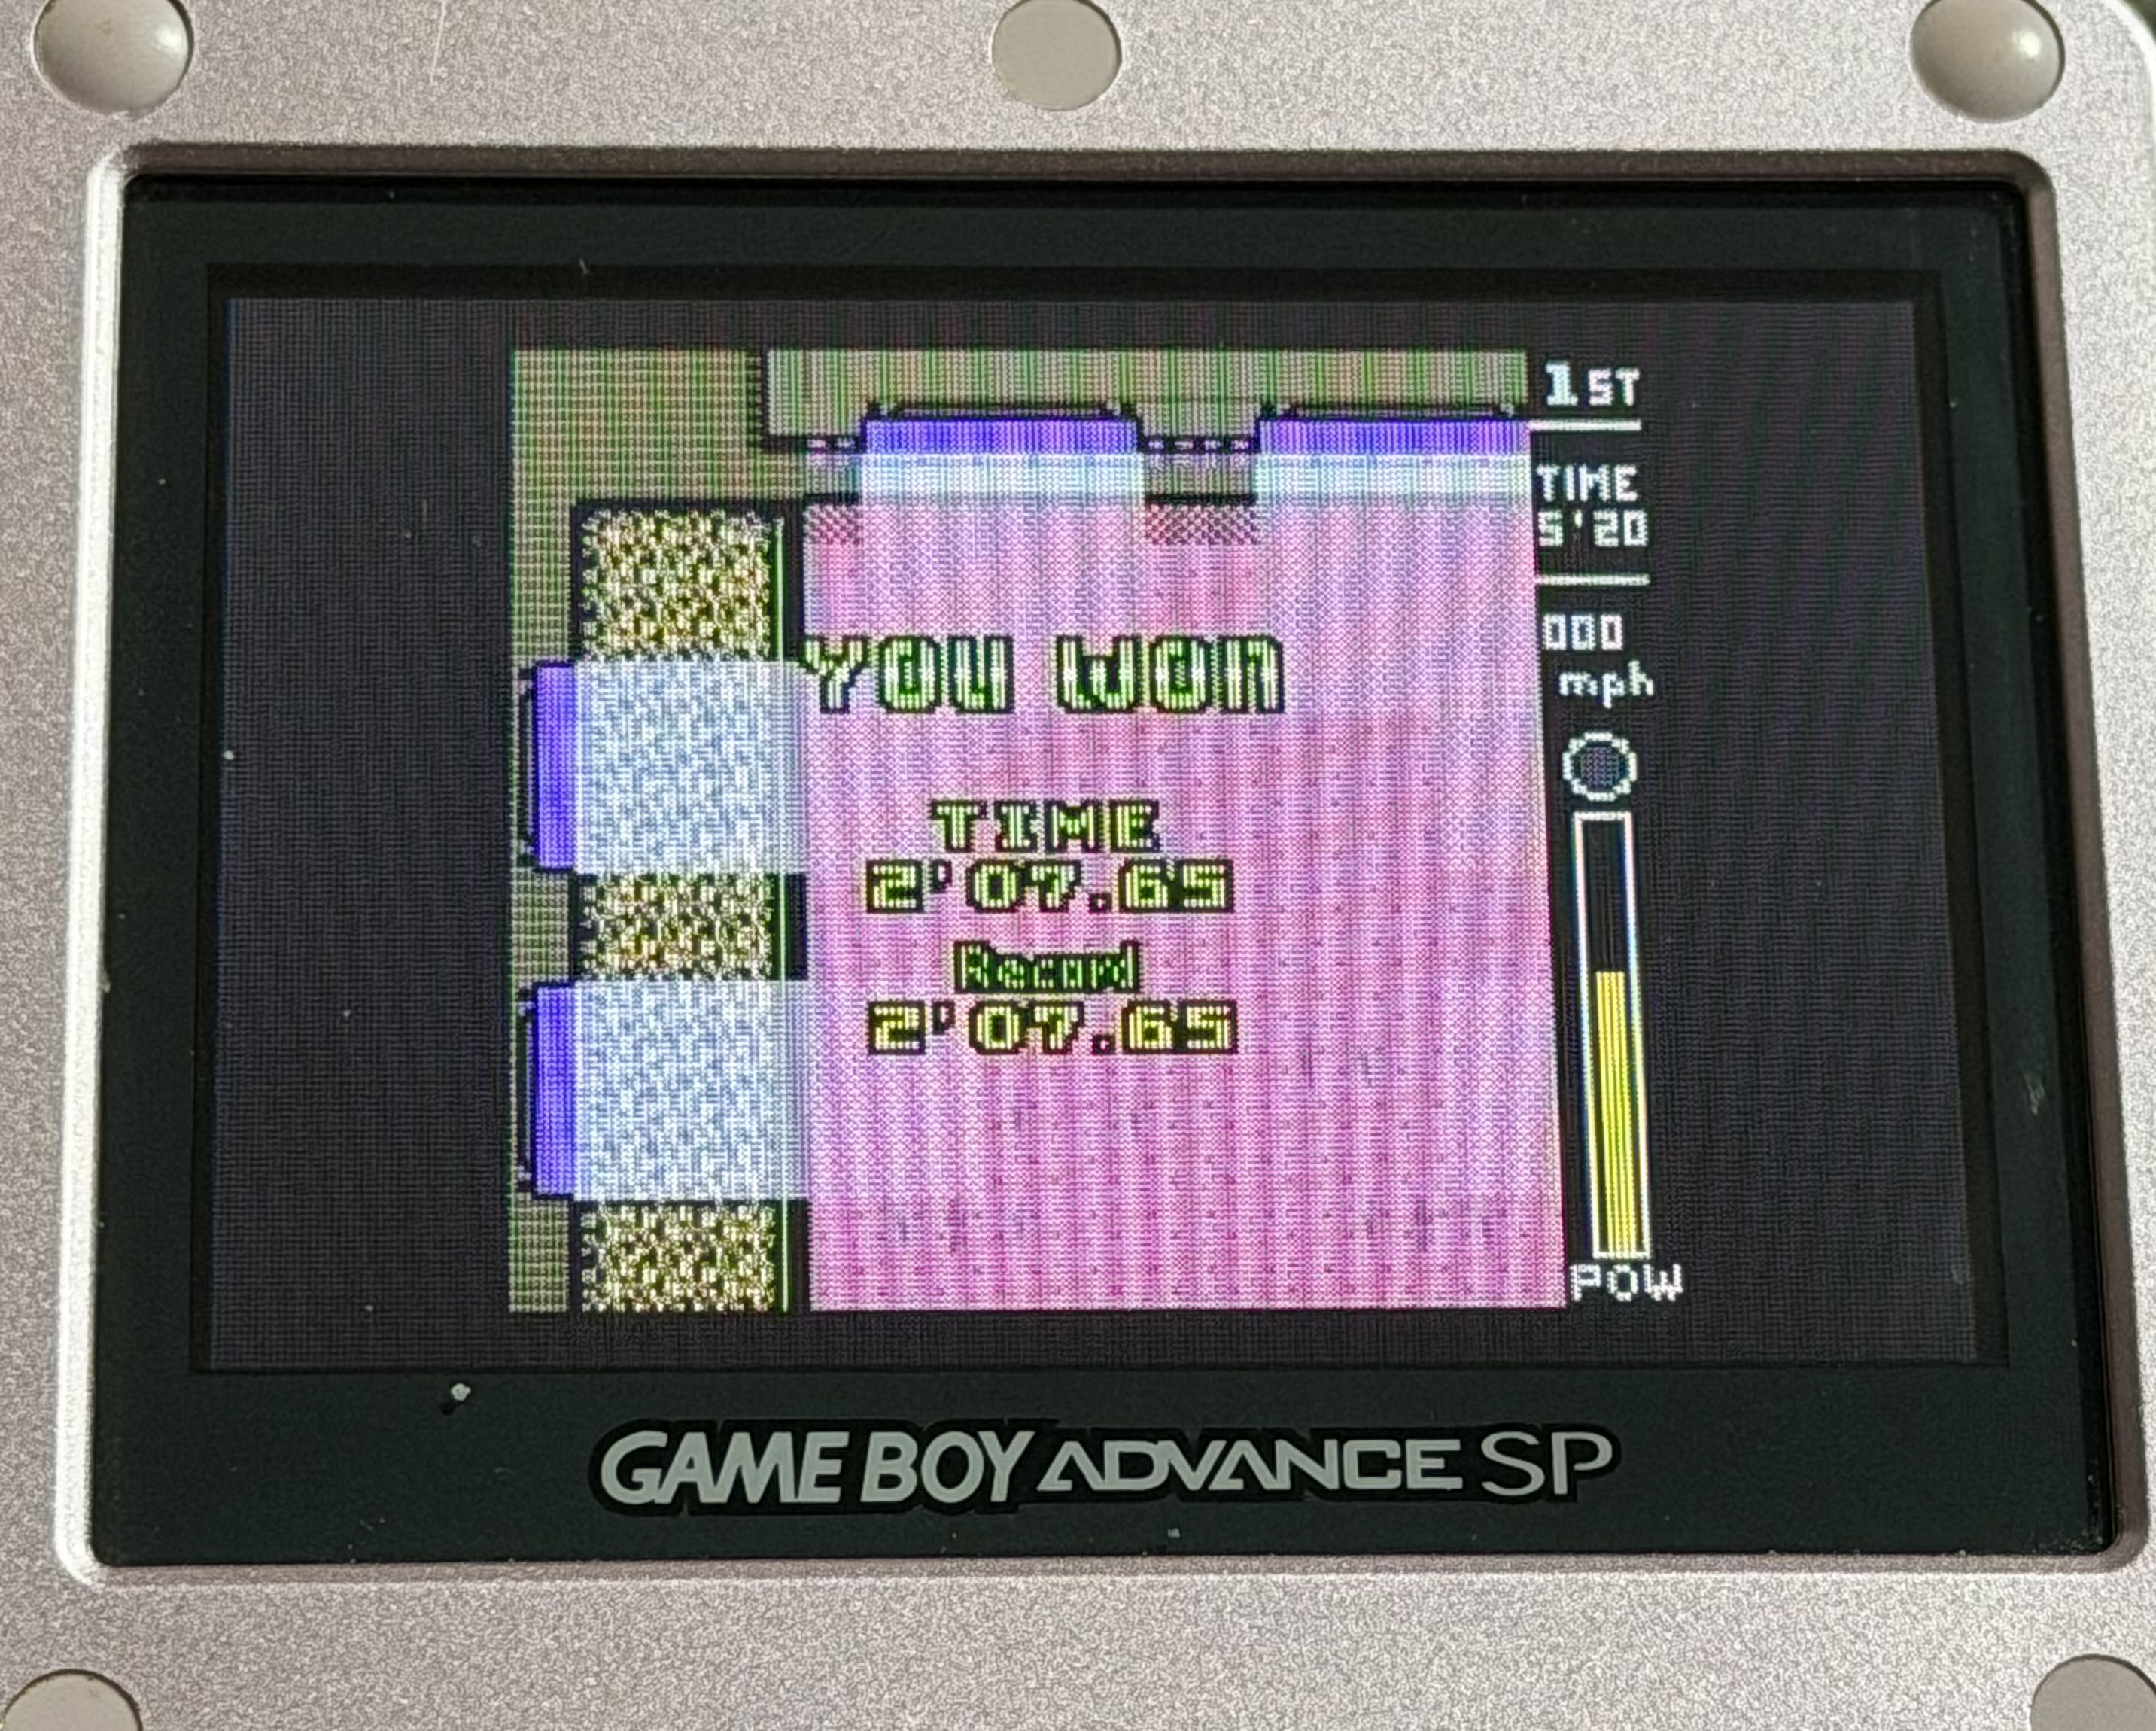 1ST
TIME
5'20
000
mph
YOU WON
TIME
2'07.65
Record
2'07.65
POW
GAME BOY ADVANCE SP